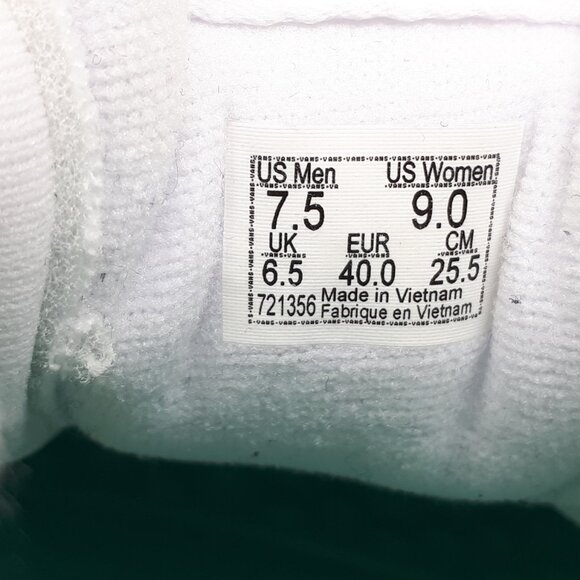 US Men US Women
7.5 9.0
UK EUR CM
6.5 40.0 25.5
721356 Made in Vietnam
Fabrique en Vietnam